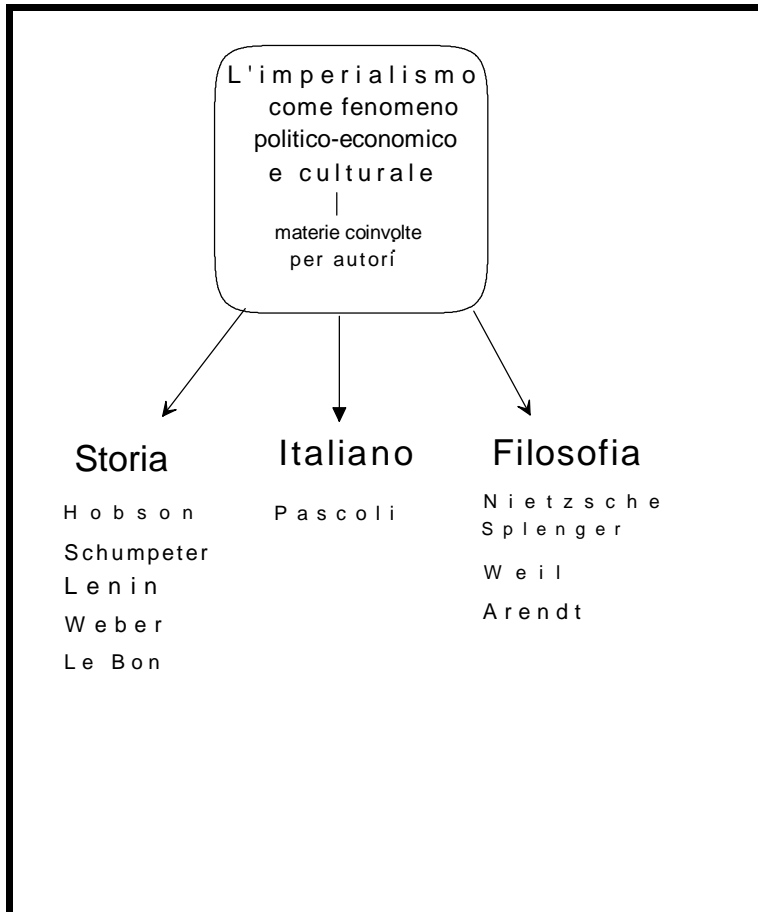 L'imperialismo
come fenomeno
politico-economico
e culturale
materie coinvolte
per autori
Storia
Hobson
Schumpeter
Lenin
Weber
Le Bon
Italiano
Pascoli
Filosofia
Nietzsche
Splenger
Weil
Arendt